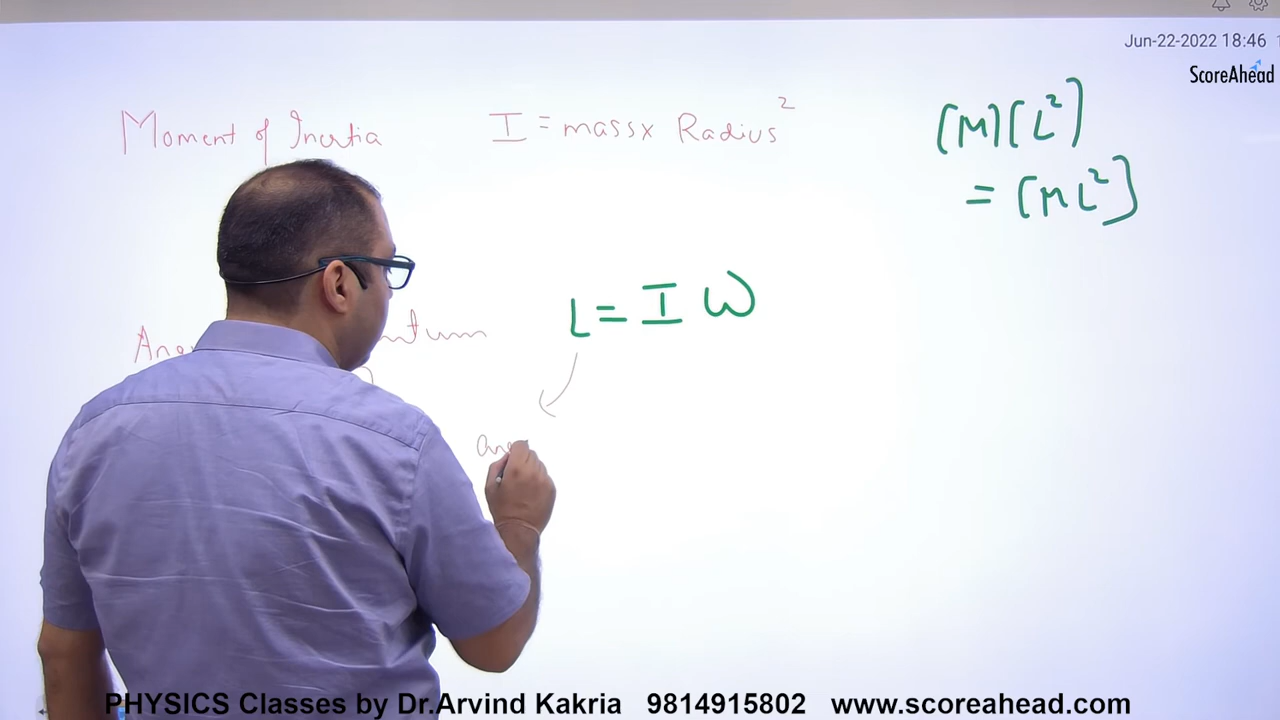 Jun-22-2022 18:46
ScoreAhead
Moment of Inertia I = mass x Radius²
[M][L²]
= [ML²]
L = I ω
PHYSICS Classes by Dr.Arvind Kakria 9814915802 www.scoreahead.com